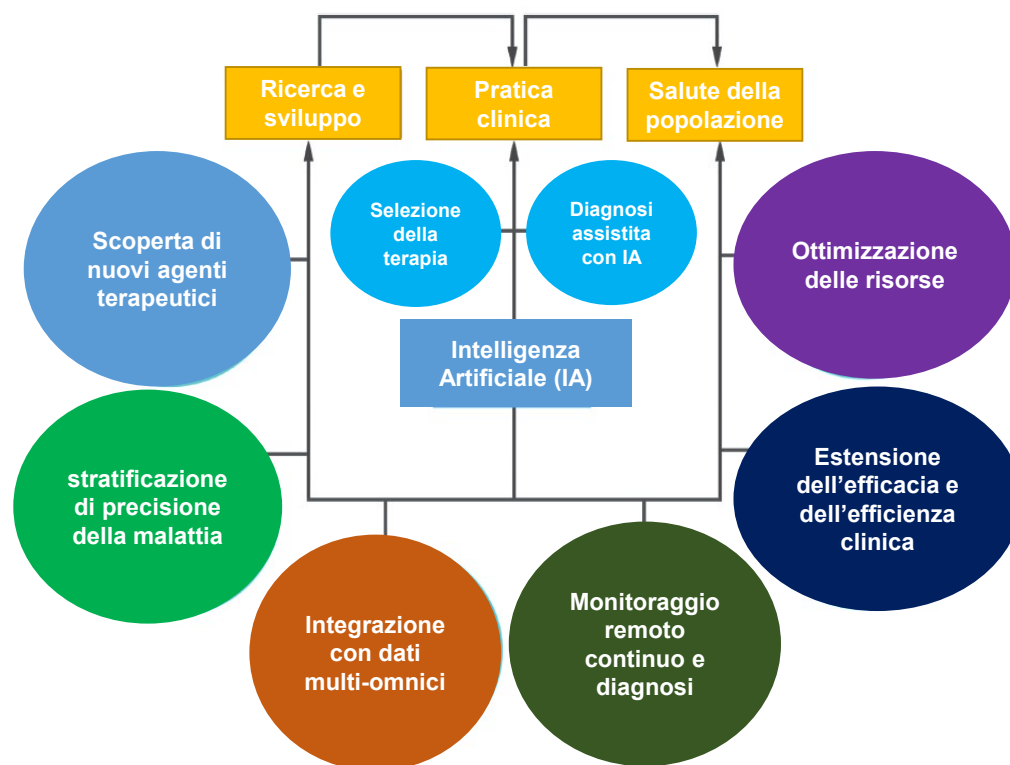 Ricerca e
sviluppo
Pratica
clinica
Salute della
popolazione
Scoperta di
nuovi agenti
terapeutici
Selezione
della
terapia
Diagnosi
assistita
con IA
Ottimizzazione
delle risorse
Intelligenza
Artificiale (IA)
stratificazione
di precisione
della malattia
Estensione
dell'efficacia e
dell'efficienza
clinica
Integrazione
con dati
multi-omnici
Monitoraggio
remoto
continuo e
diagnosi